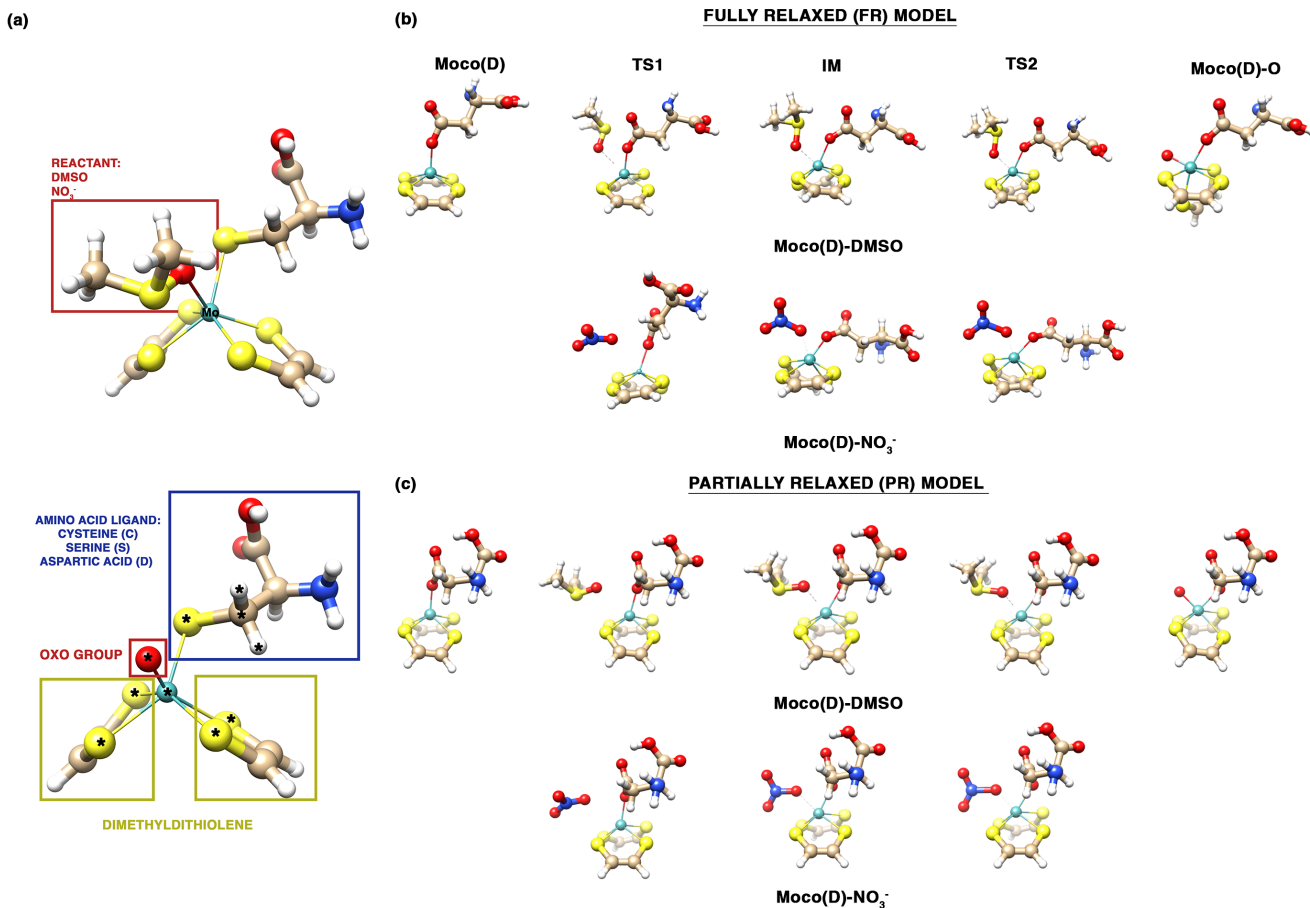 (a)
REACTANT:
DMSO
NO₃⁻
Mo
AMINO ACID LIGAND:
CYSTEINE (C)
SERINE (S)
ASPARTIC ACID (D)
*
*
*
*
OXO GROUP
*
*
*
*
*
*
DIMETHYLDITHIOLENE
(b)
FULLY RELAXED (FR) MODEL
Moco(D)
TS1
IM
TS2
Moco(D)-O
Moco(D)-DMSO
Moco(D)-NO₃⁻
(c)
PARTIALLY RELAXED (PR) MODEL
Moco(D)-DMSO
Moco(D)-NO₃⁻